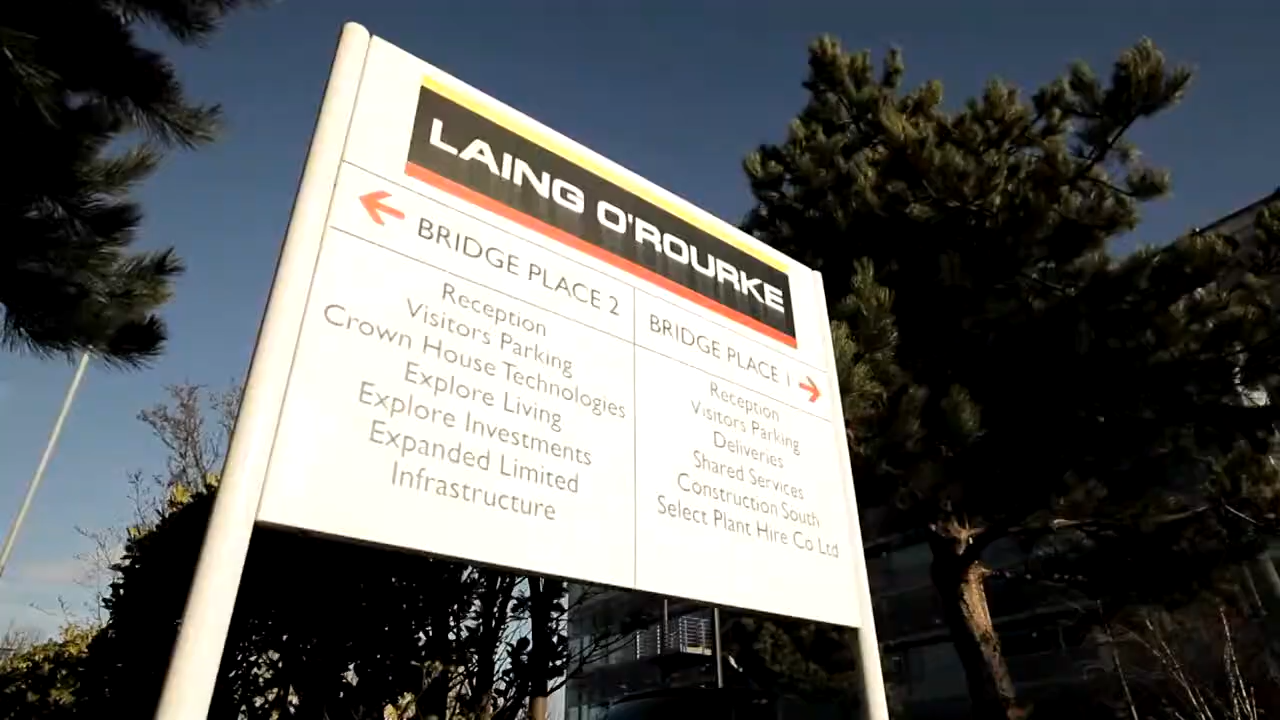 LAING O'ROURKE
BRIDGE PLACE 2
Reception
Visitors Parking
Crown House Technologies
Explore Living
Explore Investments
Expanded Limited
Infrastructure
BRIDGE PLACE 1
Reception
Visitors Parking
Deliveries
Shared Services
Construction South
Select Plant Hire Co Ltd